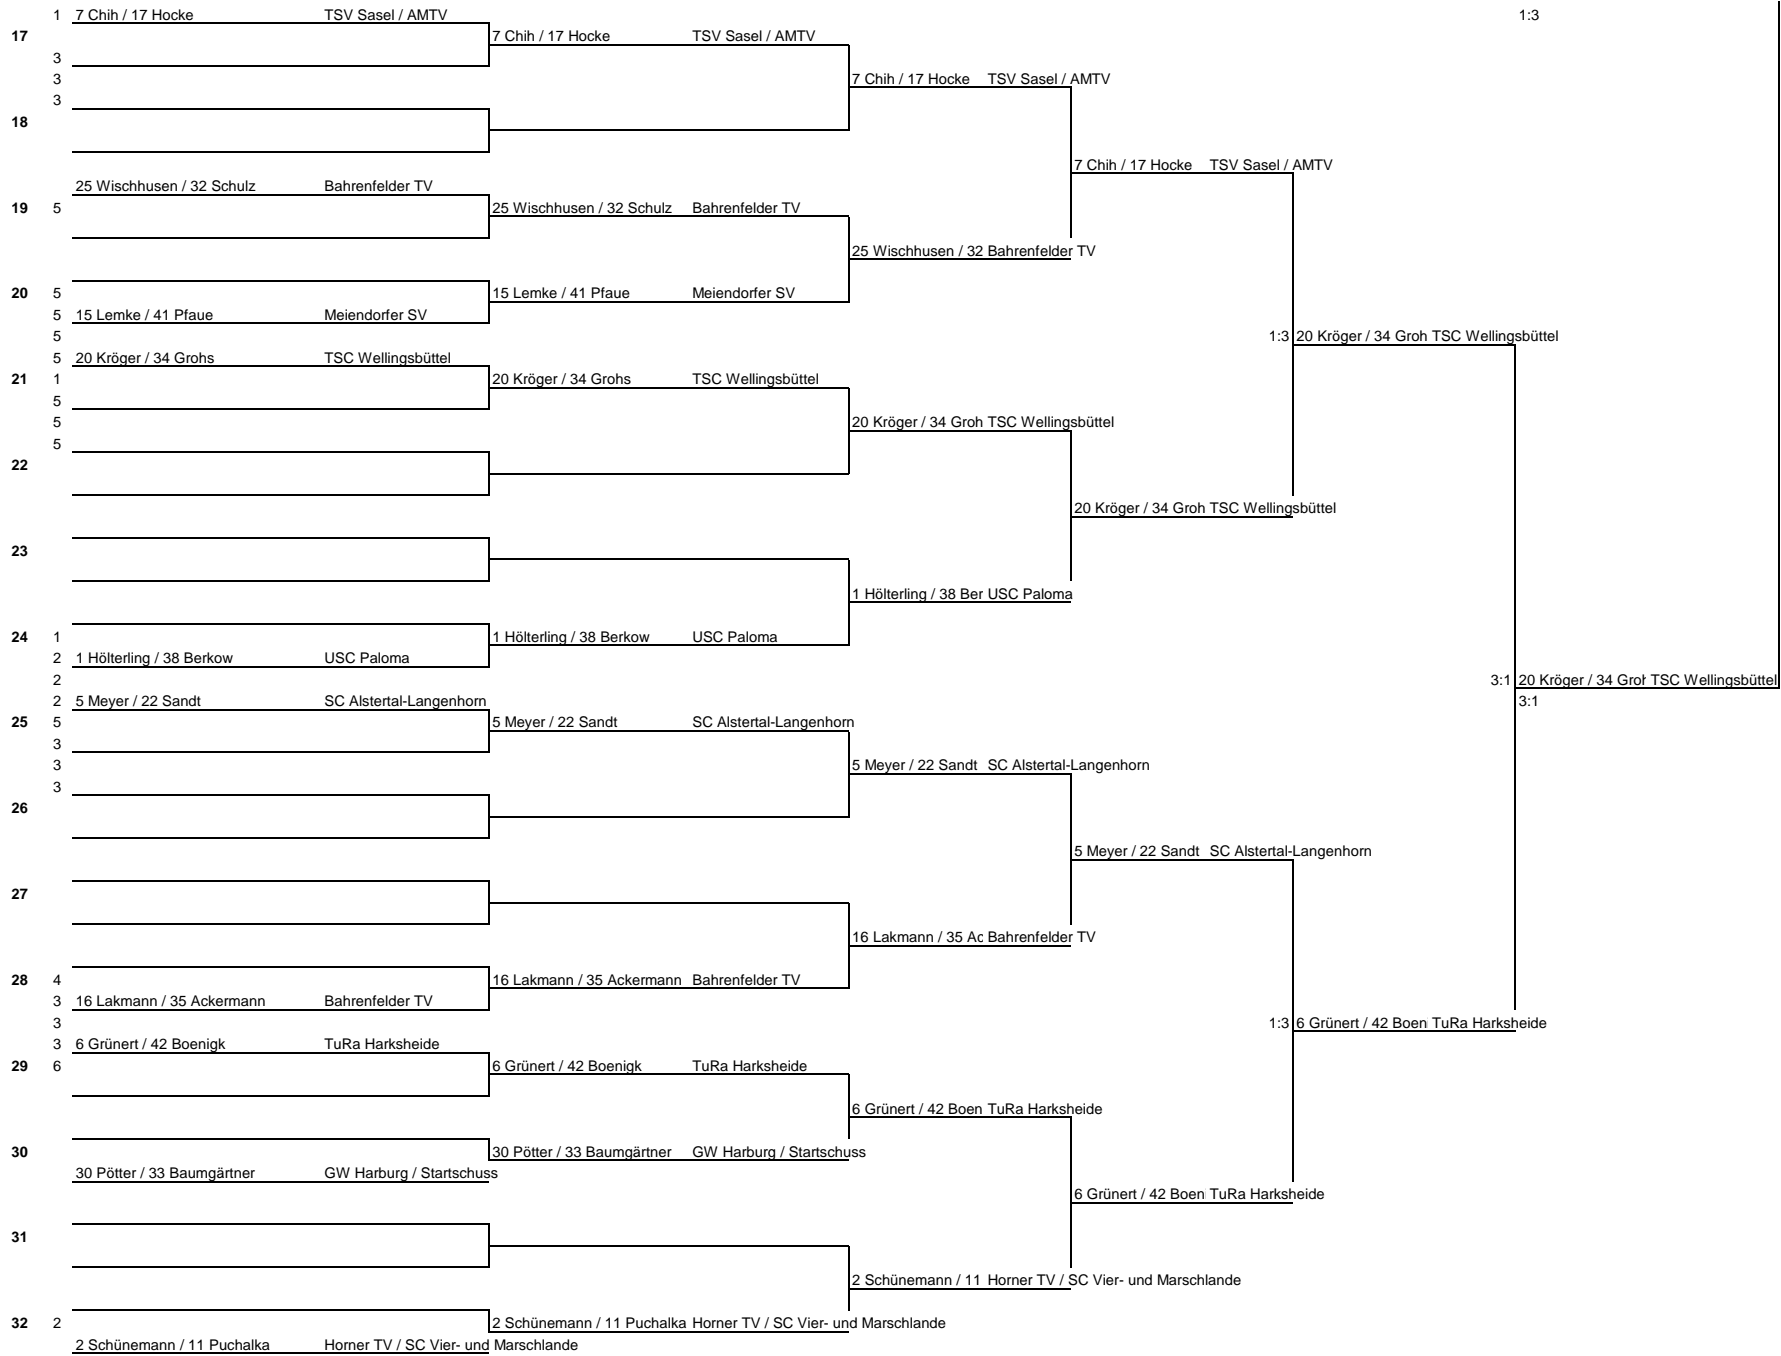 1 7 Chih / 17 Hocke TSV Sasel / AMTV 1:3
17 7 Chih / 17 Hocke TSV Sasel / AMTV
3
3 7 Chih / 17 Hocke TSV Sasel / AMTV
3
18
7 Chih / 17 Hocke TSV Sasel / AMTV
25 Wischhusen / 32 Schulz Bahrenfelder TV
19 5 25 Wischhusen / 32 Schulz Bahrenfelder TV
25 Wischhusen / 32 Bahrenfelder TV
20 5 15 Lemke / 41 Pfaue Meiendorfer SV
5 15 Lemke / 41 Pfaue Meiendorfer SV
5 1:3 20 Kröger / 34 Groh TSC Wellingsbüttel
5 20 Kröger / 34 Grohs TSC Wellingsbüttel
21 1 20 Kröger / 34 Grohs TSC Wellingsbüttel
5
5 20 Kröger / 34 Groh TSC Wellingsbüttel
5
22
20 Kröger / 34 Groh TSC Wellingsbüttel
23
1 Hölterling / 38 Ber USC Paloma
24 1 1 Hölterling / 38 Berkow USC Paloma
2 1 Hölterling / 38 Berkow USC Paloma
2 3:1 20 Kröger / 34 Groh TSC Wellingsbüttel
2 5 Meyer / 22 Sandt SC Alstertal-Langenhorn 3:1
25 5 5 Meyer / 22 Sandt SC Alstertal-Langenhorn
3
3 5 Meyer / 22 Sandt SC Alstertal-Langenhorn
3
26
5 Meyer / 22 Sandt SC Alstertal-Langenhorn
27
16 Lakmann / 35 Ac Bahrenfelder TV
28 4 16 Lakmann / 35 Ackermann Bahrenfelder TV
3 16 Lakmann / 35 Ackermann Bahrenfelder TV
3 1:3 6 Grünert / 42 Boen TuRa Harksheide
3 6 Grünert / 42 Boenigk TuRa Harksheide
29 6 6 Grünert / 42 Boenigk TuRa Harksheide
6 Grünert / 42 Boen TuRa Harksheide
30 30 Pötter / 33 Baumgärtner GW Harburg / Startschuss
30 Pötter / 33 Baumgärtner GW Harburg / Startschuss
6 Grünert / 42 Boen TuRa Harksheide
31
2 Schünemann / 11 Horner TV / SC Vier- und Marschlande
32 2 2 Schünemann / 11 Puchalka Horner TV / SC Vier- und Marschlande
2 Schünemann / 11 Puchalka Horner TV / SC Vier- und Marschlande